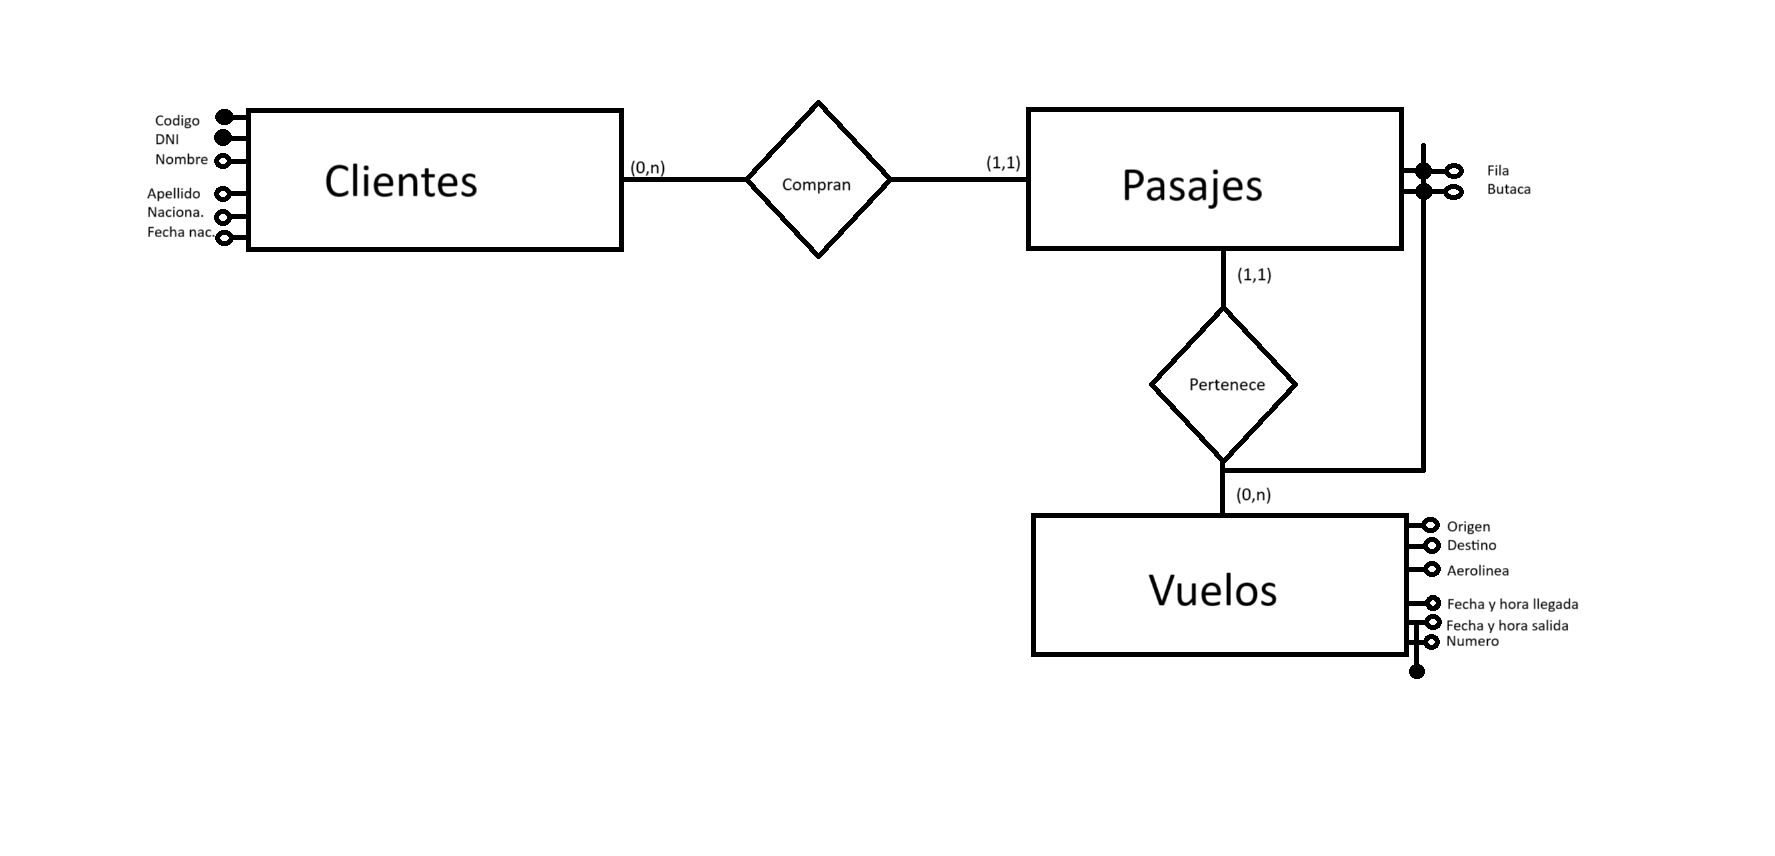 Codigo
DNI
Nombre
Apellido
Naciona.
Fecha nac.
Clientes
(0,n)
Compran
(1,1)
Pasajes
Fila
Butaca
(1,1)
Pertenece
(0,n)
Vuelos
Origen
Destino
Aerolinea
Fecha y hora llegada
Fecha y hora salida
Numero